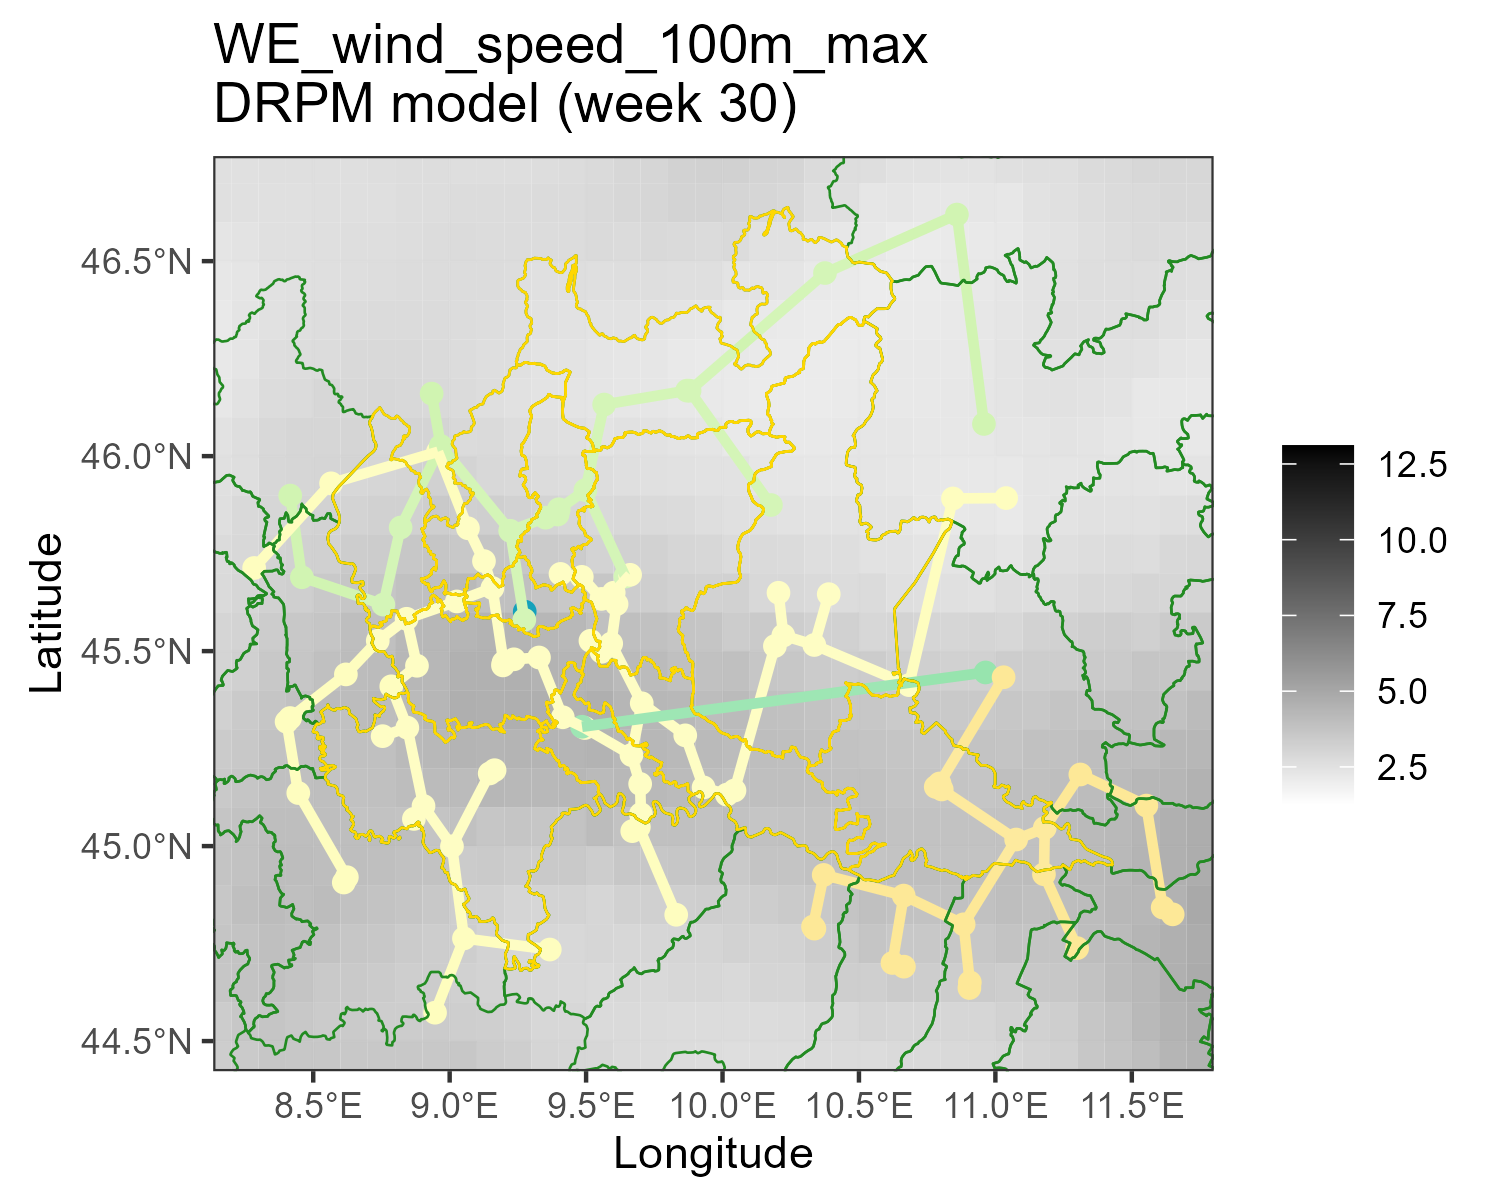 WE_wind_speed_100m_max
DRPM model (week 30)
46.5°N
46.0°N
45.5°N
45.0°N
44.5°N
Latitude
8.5°E 9.0°E 9.5°E 10.0°E 10.5°E 11.0°E 11.5°E
Longitude
12.5
10.0
7.5
5.0
2.5